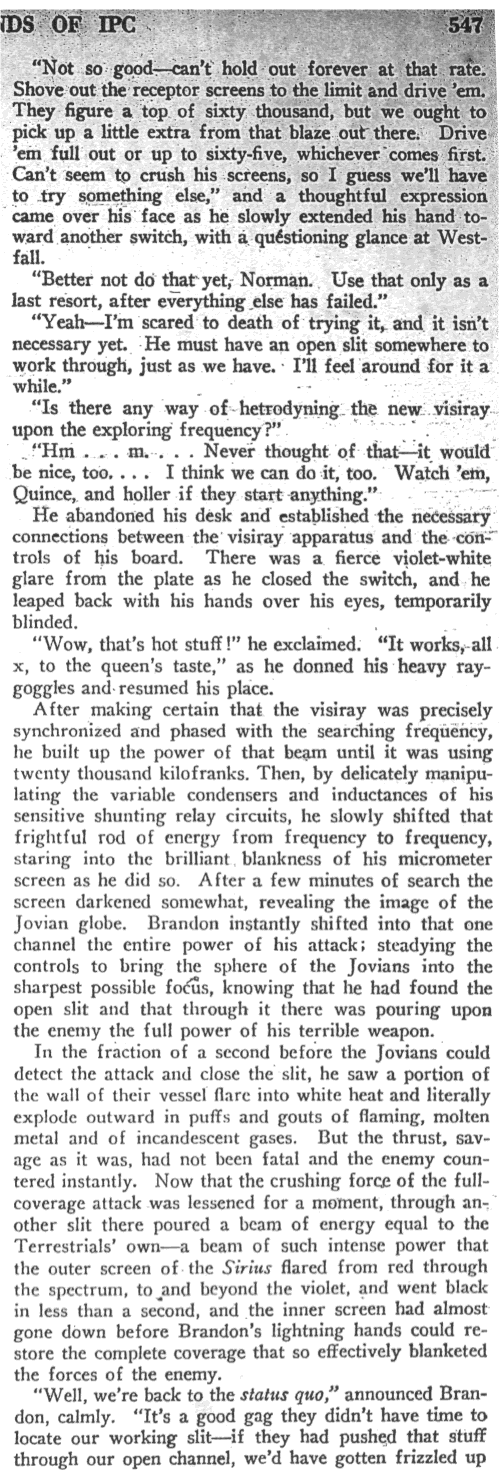 NDS OF IPC 547
"Not so good—can't hold out forever at that rate.
Shove out the receptor screens to the limit and drive 'em.
They figure a top of sixty thousand, but we ought to
pick up a little extra from that blaze out there. Drive
'em full out or up to sixty-five, whichever comes first.
Can't seem to crush his screens, so I guess we'll have
to try something else," and a thoughtful expression
came over his face as he slowly extended his hand to-
ward another switch, with a questioning glance at West-
fall.
"Better not do that yet, Norman. Use that only as a
last resort, after everything else has failed."
"Yeah—I'm scared to death of trying it, and it isn't
necessary yet. He must have an open slit somewhere to
work through, just as we have. I'll feel around for it a
while."
"Is there any way of hetrodyning the new visiray
upon the exploring frequency?"
"Hm . . . m. . . . Never thought of that—it would
be nice, too. . . . I think we can do it, too. Watch 'em,
Quince, and holler if they start anything."
He abandoned his desk and established the necessary
connections between the visiray apparatus and the con-
trols of his board. There was a fierce violet-white
glare from the plate as he closed the switch, and he
leaped back with his hands over his eyes, temporarily
blinded.
"Wow, that's hot stuff!" he exclaimed. "It works, all
x, to the queen's taste," as he donned his heavy ray-
goggles and resumed his place.
After making certain that the visiray was precisely
synchronized and phased with the searching frequency,
he built up the power of that beam until it was using
twenty thousand kilofranks. Then, by delicately manipu-
lating the variable condensers and inductances of his
sensitive shunting relay circuits, he slowly shifted that
frightful rod of energy from frequency to frequency,
staring into the brilliant blankness of his micrometer
screen as he did so. After a few minutes of search the
screen darkened somewhat, revealing the image of the
Jovian globe. Brandon instantly shifted into that one
channel the entire power of his attack; steadying the
controls to bring the sphere of the Jovians into the
sharpest possible focus, knowing that he had found the
open slit and that through it there was pouring upon
the enemy the full power of his terrible weapon.
In the fraction of a second before the Jovians could
detect the attack and close the slit, he saw a portion of
the wall of their vessel flare into white heat and literally
explode outward in puffs and gouts of flaming, molten
metal and of incandescent gases. But the thrust, sav-
age as it was, had not been fatal and the enemy coun-
tered instantly. Now that the crushing force of the full-
coverage attack was lessened for a moment, through an-
other slit there poured a beam of energy equal to the
Terrestrials' own—a beam of such intense power that
the outer screen of the Sirius flared from red through
the spectrum, to and beyond the violet, and went black
in less than a second, and the inner screen had almost
gone down before Brandon's lightning hands could re-
store the complete coverage that so effectively blanketed
the forces of the enemy.
"Well, we're back to the status quo," announced Bran-
don, calmly. "It's a good gag they didn't have time to
locate our working slit—if they had pushed that stuff
through our open channel, we'd have gotten frizzled up